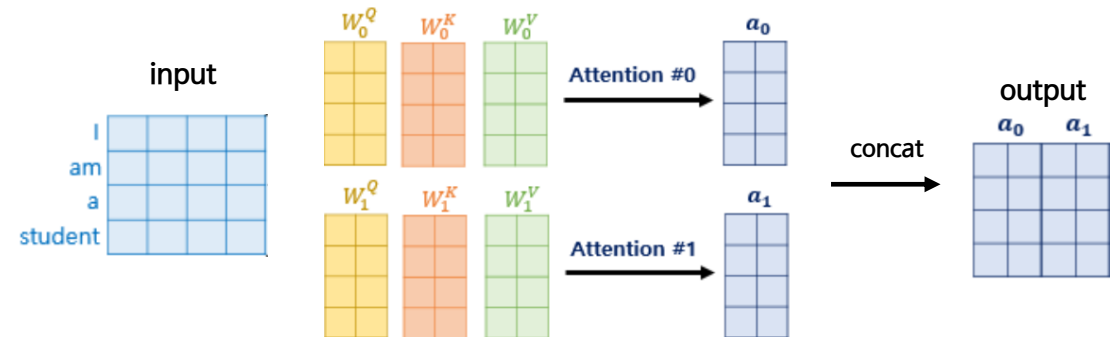 input
I
am
a
student
W_0^Q W_0^K W_0^V
Attention #0
a_0
W_1^Q W_1^K W_1^V
Attention #1
a_1
concat
output
a_0 a_1